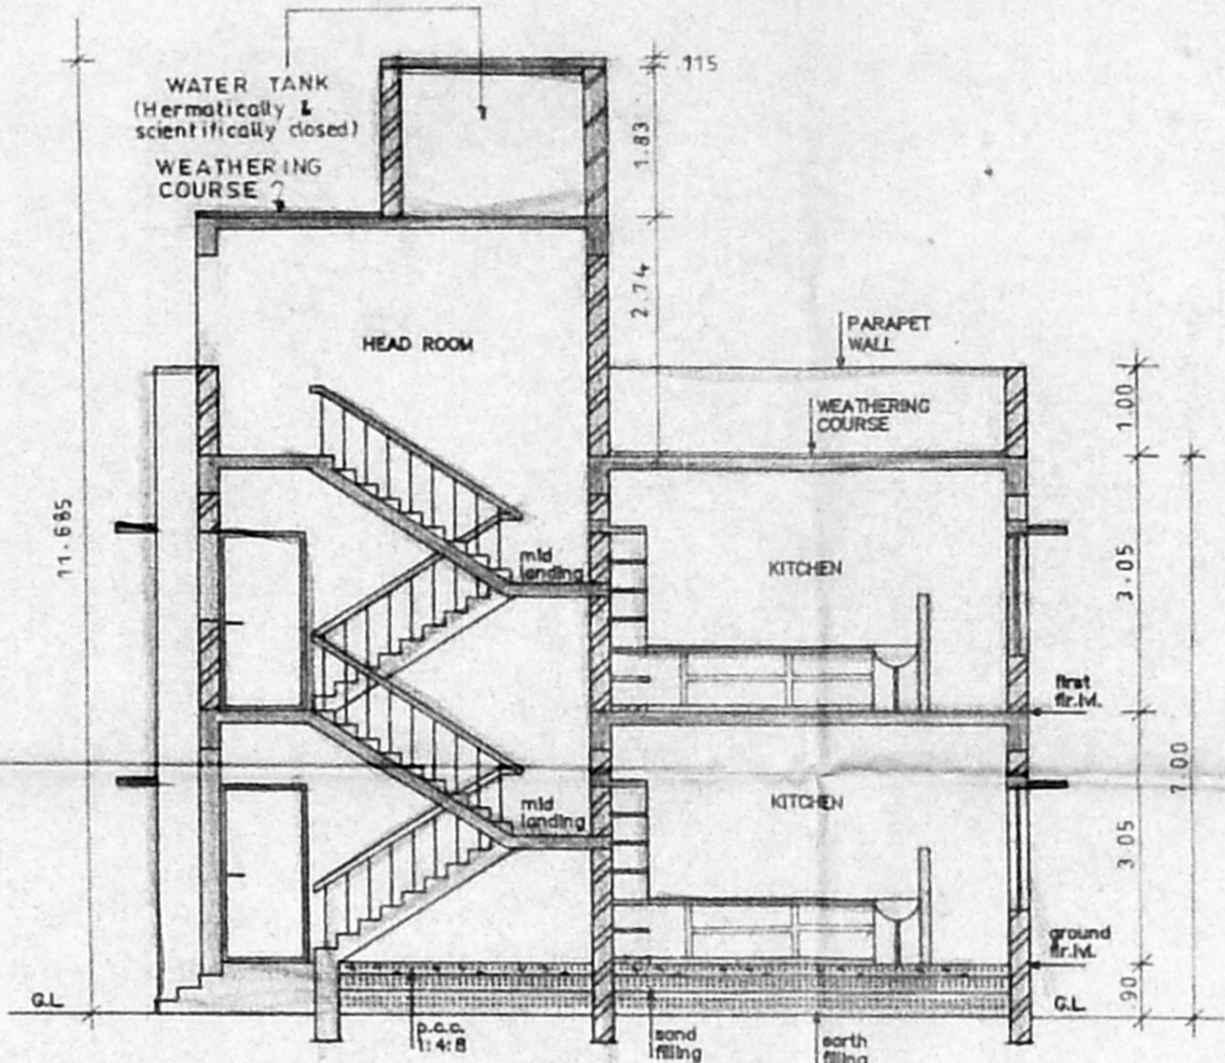 WATER TANK
(Hermatically &
scientifically closed)
WEATHERING
COURSE
.115
1.83
2.74
HEAD ROOM
PARAPET
WALL
WEATHERING
COURSE
1.00
11.685
mid
landing
KITCHEN
3.05
first
flr.lvl.
7.00
mid
landing
KITCHEN
3.05
ground
flr.lvl.
G.L
G.L
.90
p.c.c.
1:4:8
sand
filling
earth
filling